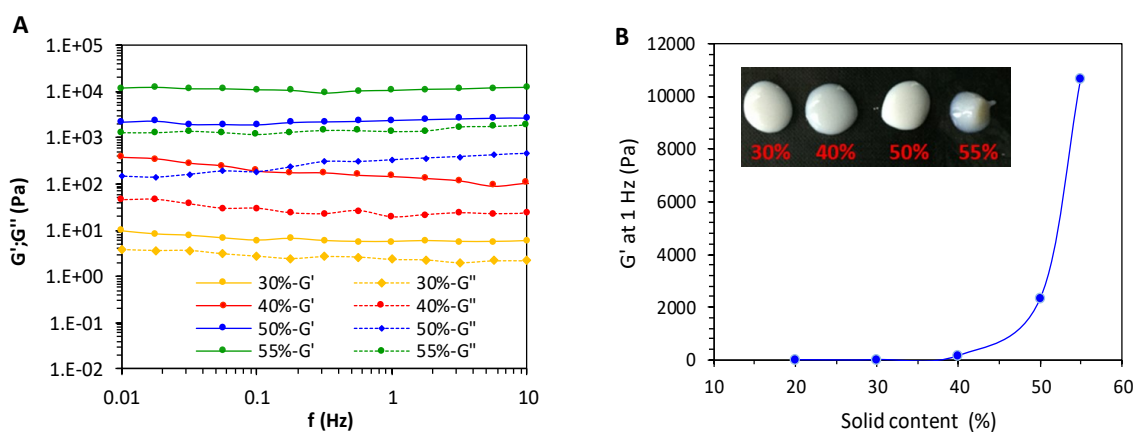 A
1.E+05
1.E+04
1.E+03
1.E+02
1.E+01
1.E+00
1.E-01
1.E-02
G';G'' (Pa)
30%-G' 30%-G''
40%-G' 40%-G''
50%-G' 50%-G''
55%-G' 55%-G''
0.01 0.1 1 10
f (Hz)
B
12000
10000
8000
6000
4000
2000
0
G' at 1 Hz (Pa)
30% 40% 50% 55%
10 20 30 40 50 60
Solid content (%)